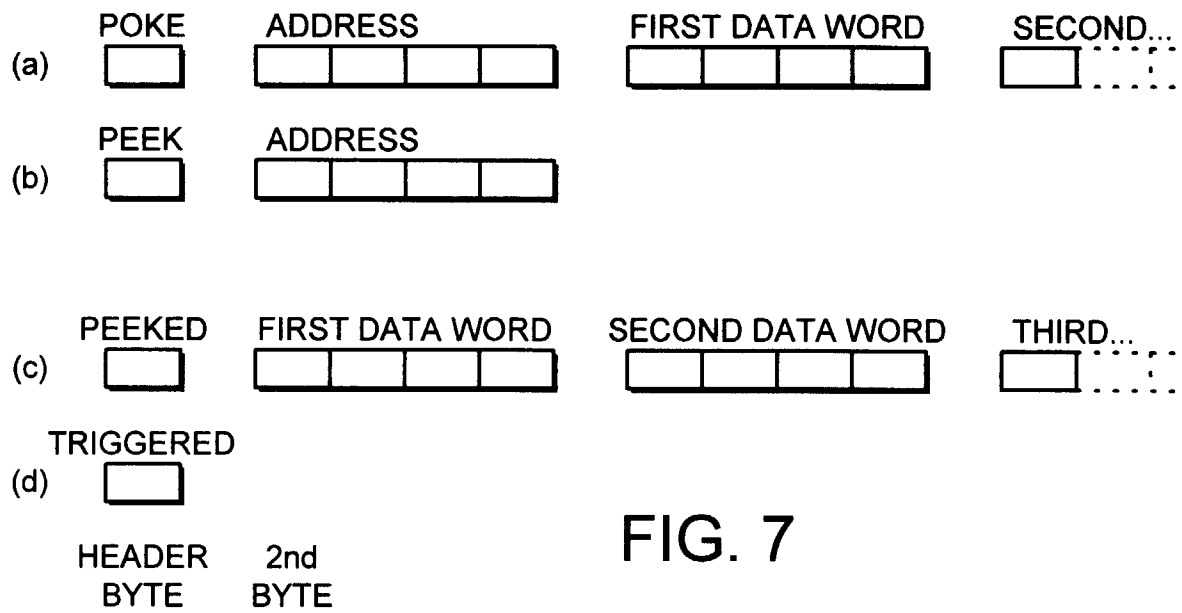 POKE ADDRESS FIRST DATA WORD SECOND...
(a)
PEEK ADDRESS
(b)
PEEKED FIRST DATA WORD SECOND DATA WORD THIRD...
(c)
TRIGGERED
(d)
FIG. 7
HEADER 2nd
BYTE BYTE